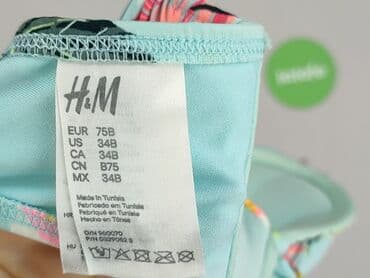 H&M
EUR 75B
US 34B
CA 34B
CN B75
MX 34B
Made in Tunisia
Fabricado em Tunísia
Fabriqué en Tunisie
Hecho en Túnez
HU